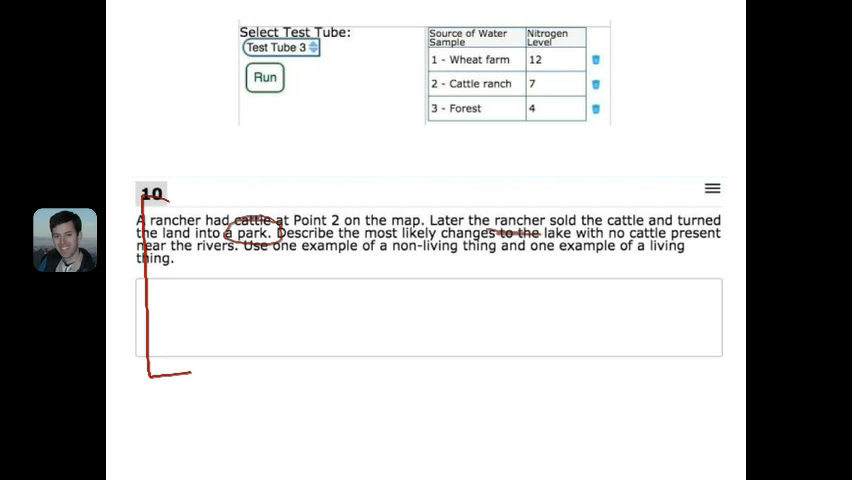 Select Test Tube:
Test Tube 3
Run
Source of Water Sample Nitrogen Level
1 - Wheat farm 12
2 - Cattle ranch 7
3 - Forest 4
10
A rancher had cattle at Point 2 on the map. Later the rancher sold the cattle and turned
the land into a park. Describe the most likely changes to the lake with no cattle present
near the rivers. Use one example of a non-living thing and one example of a living
thing.